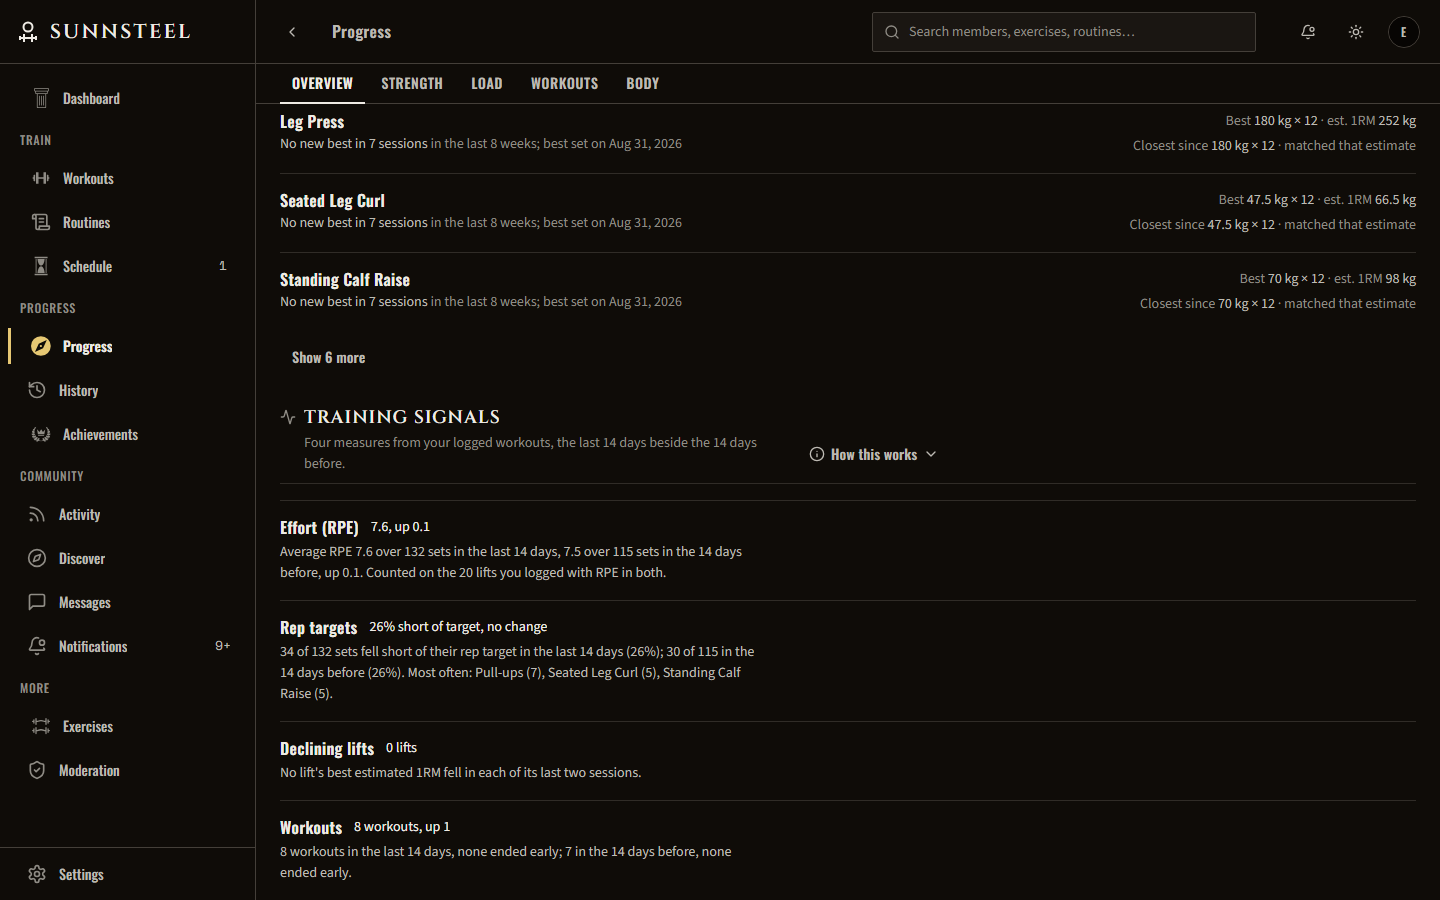 SUNNSTEEL
Progress
Search members, exercises, routines...
E
Dashboard
TRAIN
Workouts
Routines
Schedule 1
PROGRESS
Progress
History
Achievements
COMMUNITY
Activity
Discover
Messages
Notifications 9+
MORE
Exercises
Moderation
Settings
OVERVIEW STRENGTH LOAD WORKOUTS BODY
Leg Press
Best 180 kg × 12 · est. 1RM 252 kg
No new best in 7 sessions in the last 8 weeks; best set on Aug 31, 2026
Closest since 180 kg × 12 · matched that estimate
Seated Leg Curl
Best 47.5 kg × 12 · est. 1RM 66.5 kg
No new best in 7 sessions in the last 8 weeks; best set on Aug 31, 2026
Closest since 47.5 kg × 12 · matched that estimate
Standing Calf Raise
Best 70 kg × 12 · est. 1RM 98 kg
No new best in 7 sessions in the last 8 weeks; best set on Aug 31, 2026
Closest since 70 kg × 12 · matched that estimate
Show 6 more
TRAINING SIGNALS
Four measures from your logged workouts, the last 14 days beside the 14 days
before.
How this works
Effort (RPE) 7.6, up 0.1
Average RPE 7.6 over 132 sets in the last 14 days, 7.5 over 115 sets in the 14 days
before, up 0.1. Counted on the 20 lifts you logged with RPE in both.
Rep targets 26% short of target, no change
34 of 132 sets fell short of their rep target in the last 14 days (26%); 30 of 115 in the
14 days before (26%). Most often: Pull-ups (7), Seated Leg Curl (5), Standing Calf
Raise (5).
Declining lifts 0 lifts
No lift's best estimated 1RM fell in each of its last two sessions.
Workouts 8 workouts, up 1
8 workouts in the last 14 days, none ended early; 7 in the 14 days before, none
ended early.